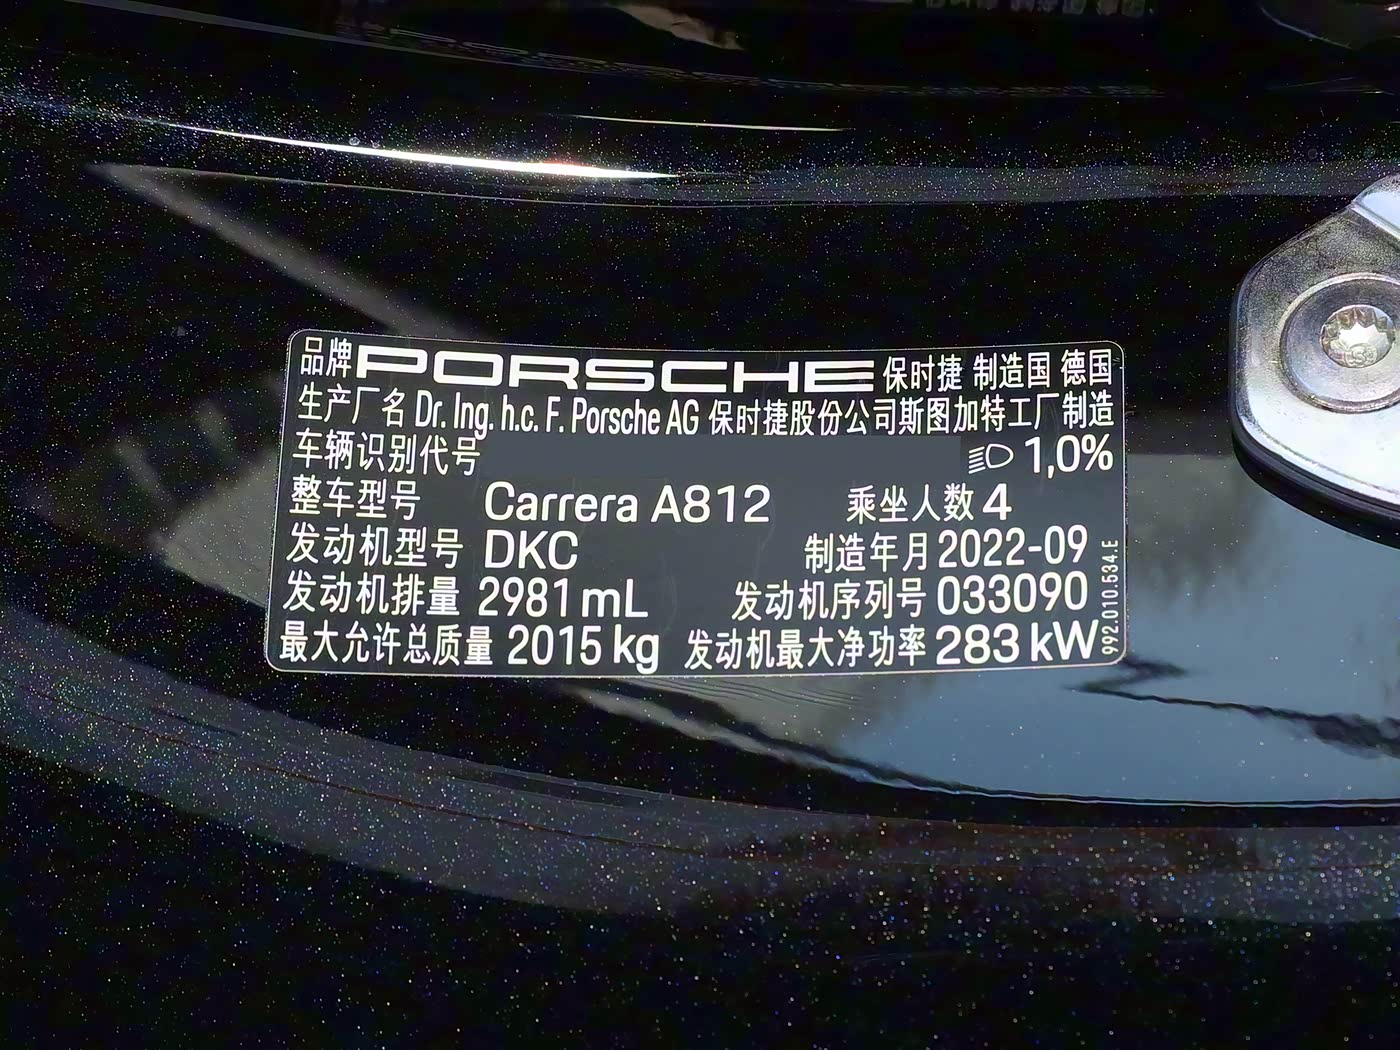 品牌 PORSCHE 保时捷 制造国 德国
生产厂名 Dr. Ing. h.c. F. Porsche AG 保时捷股份公司斯图加特工厂制造
车辆识别代号 1,0%
整车型号 Carrera A812 乘坐人数 4
发动机型号 DKC 制造年月 2022-09
发动机排量 2981 mL 发动机序列号 033090
最大允许总质量 2015 kg 发动机最大净功率 283 kW
992.010.534.E